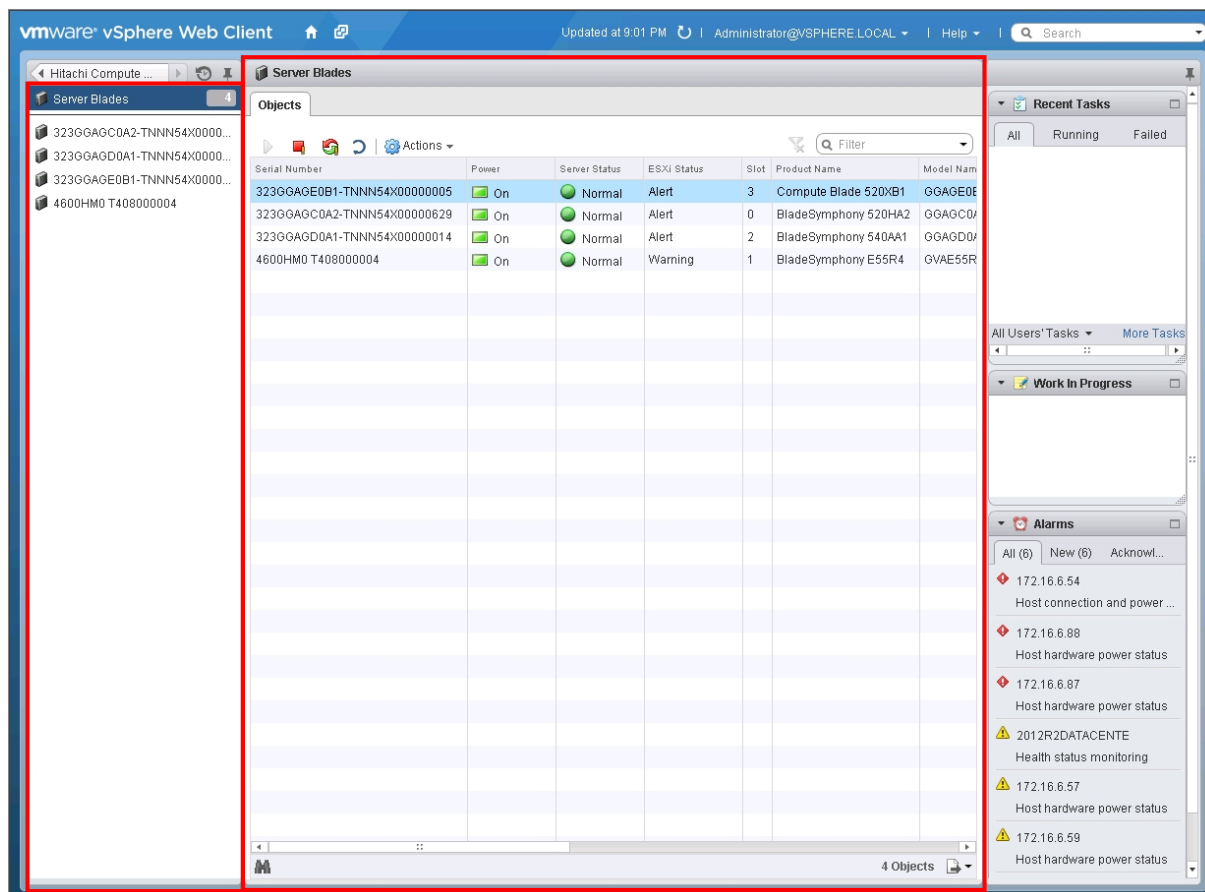 vmware® vSphere Web Client
Updated at 9:01 PM | Administrator@VSPHERE.LOCAL | Help | Search
Hitachi Compute ...
Server Blades 4
323GGAGC0A2-TNNN54X0000...
323GGAGD0A1-TNNN54X0000...
323GGAGE0B1-TNNN54X0000...
4600HM0 T408000004
Server Blades
Objects
Actions Filter
Serial Number Power Server Status ESXi Status Slot Product Name Model Nam
323GGAGE0B1-TNNN54X00000005 On Normal Alert 3 Compute Blade 520XB1 GGAGE0B
323GGAGC0A2-TNNN54X00000629 On Normal Alert 0 BladeSymphony 520HA2 GGAGC0A
323GGAGD0A1-TNNN54X00000014 On Normal Alert 2 BladeSymphony 540AA1 GGAGD0A
4600HM0 T408000004 On Normal Warning 1 BladeSymphony E55R4 GVAE55R
4 Objects
Recent Tasks
All Running Failed
All Users' Tasks More Tasks
Work In Progress
Alarms
All (6) New (6) Acknowl...
172.16.6.54
Host connection and power ...
172.16.6.88
Host hardware power status
172.16.6.87
Host hardware power status
2012R2DATACENTE
Health status monitoring
172.16.6.57
Host hardware power status
172.16.6.59
Host hardware power status